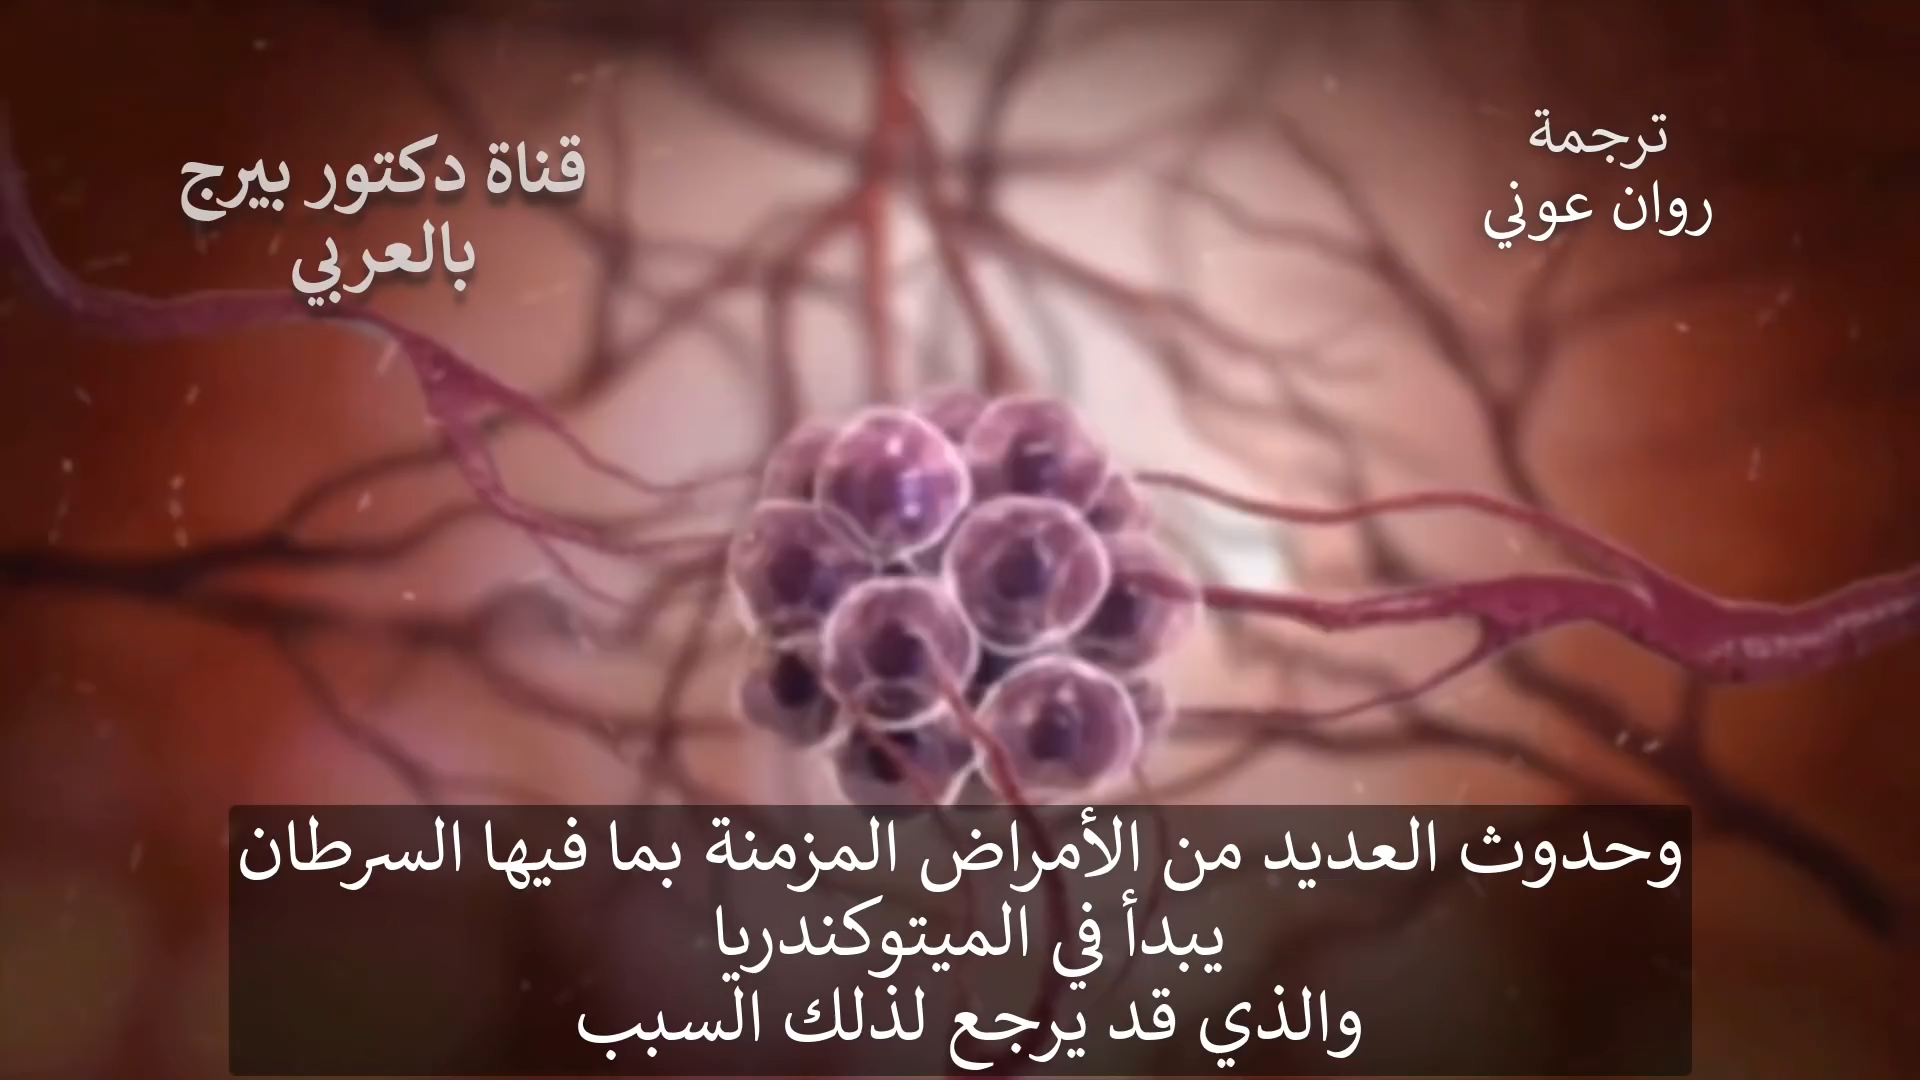 ترجمة
روان عوني
قناة دكتور بيرج
بالعربي
وحدوث العديد من الأمراض المزمنة بما فيها السرطان
يبدأ في الميتوكندريا
والذي قد يرجع لذلك السبب